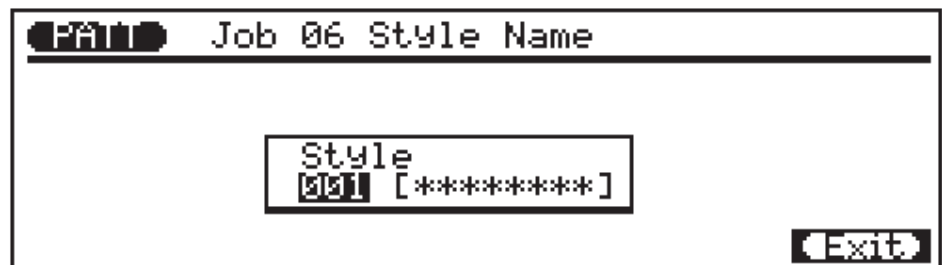 PATT Job 06 Style Name
Style
001 [********]
Exit